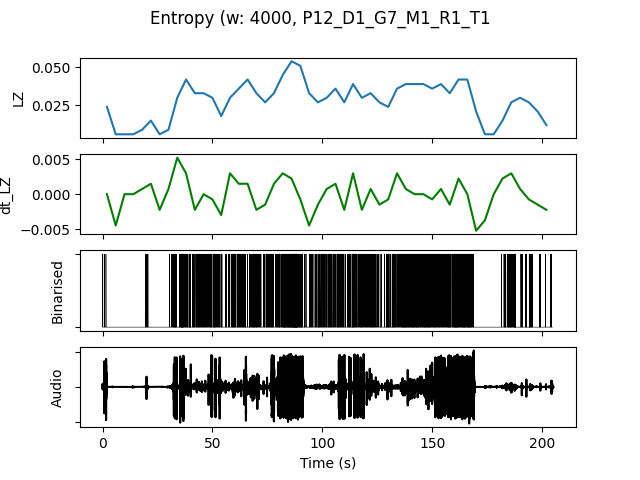 Entropy (w: 4000, P12_D1_G7_M1_R1_T1
0.050
0.025
LZ
0.005
0.000
−0.005
dt_LZ
Binarised
Audio
0 50 100 150 200
Time (s)